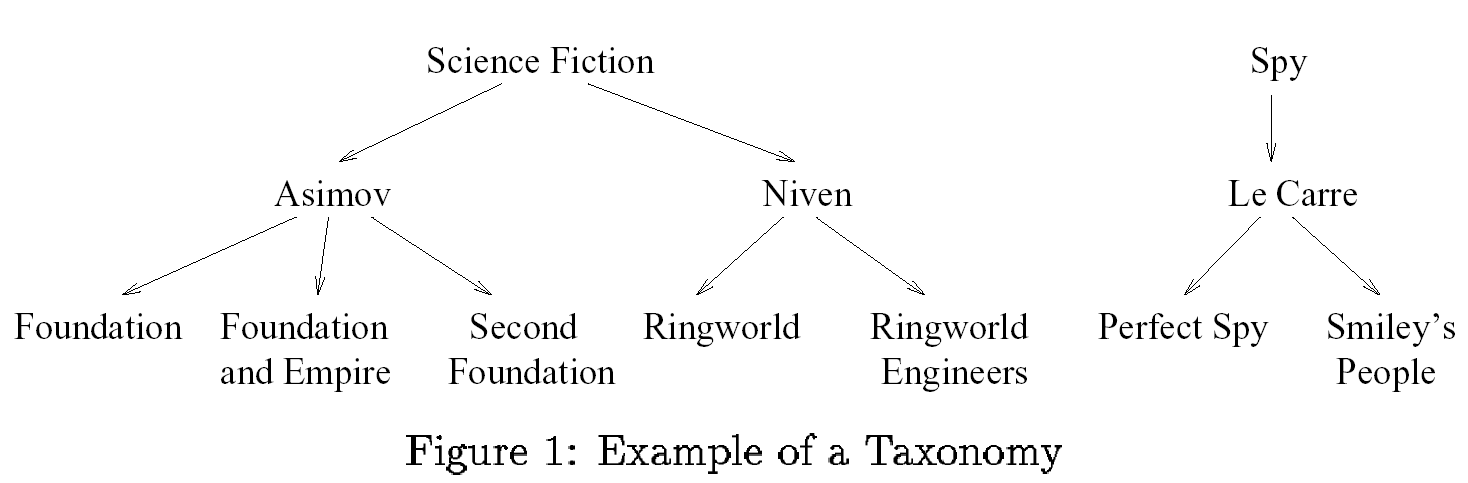 Science Fiction
Spy
Asimov
Niven
Le Carre
Foundation
Foundation
and Empire
Second
Foundation
Ringworld
Ringworld
Engineers
Perfect Spy
Smiley's
People
Figure 1: Example of a Taxonomy